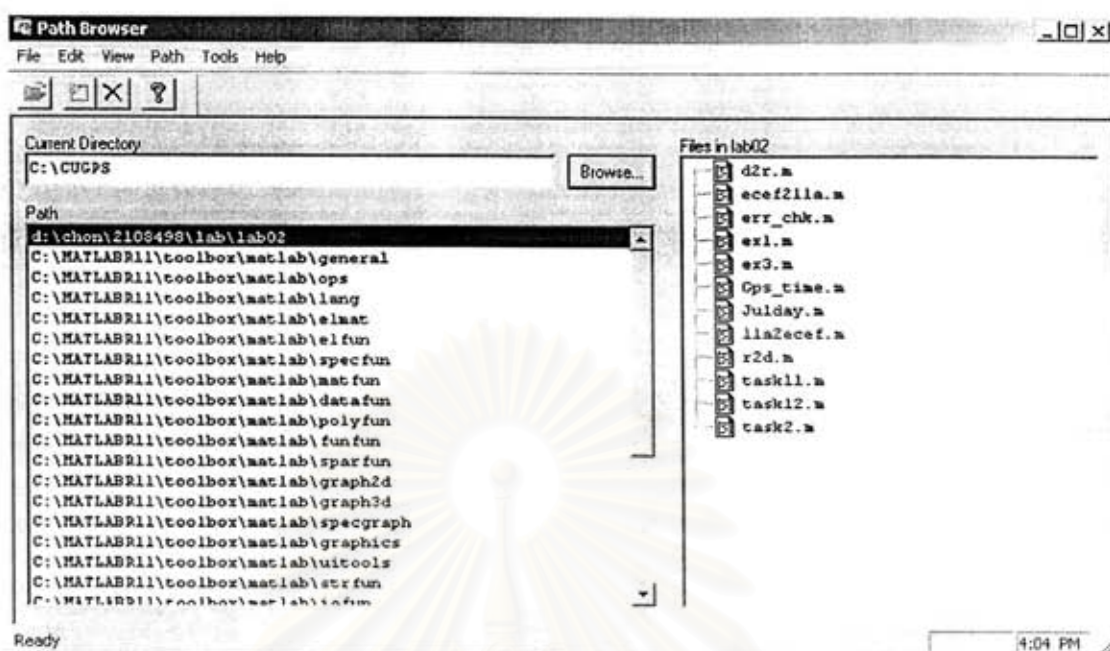 Path Browser
File Edit View Path Tools Help
Current Directory
C:\CUGPS
Browse...
Path
d:\chon\2108498\lab\lab02
C:\MATLABR11\toolbox\matlab\general
C:\MATLABR11\toolbox\matlab\ops
C:\MATLABR11\toolbox\matlab\lang
C:\MATLABR11\toolbox\matlab\elmat
C:\MATLABR11\toolbox\matlab\elfun
C:\MATLABR11\toolbox\matlab\specfun
C:\MATLABR11\toolbox\matlab\matfun
C:\MATLABR11\toolbox\matlab\datafun
C:\MATLABR11\toolbox\matlab\polyfun
C:\MATLABR11\toolbox\matlab\funfun
C:\MATLABR11\toolbox\matlab\sparfun
C:\MATLABR11\toolbox\matlab\graph2d
C:\MATLABR11\toolbox\matlab\graph3d
C:\MATLABR11\toolbox\matlab\specgraph
C:\MATLABR11\toolbox\matlab\graphics
C:\MATLABR11\toolbox\matlab\uitools
C:\MATLABR11\toolbox\matlab\strfun
C:\MATLABR11\toolbox\matlab\iofun
Files in lab02
d2r.m
ecef2lla.m
err_chk.m
ex1.m
ex3.m
Gps_time.m
Julday.m
lla2ecef.m
r2d.m
task11.m
task12.m
task2.m
Ready
4:04 PM